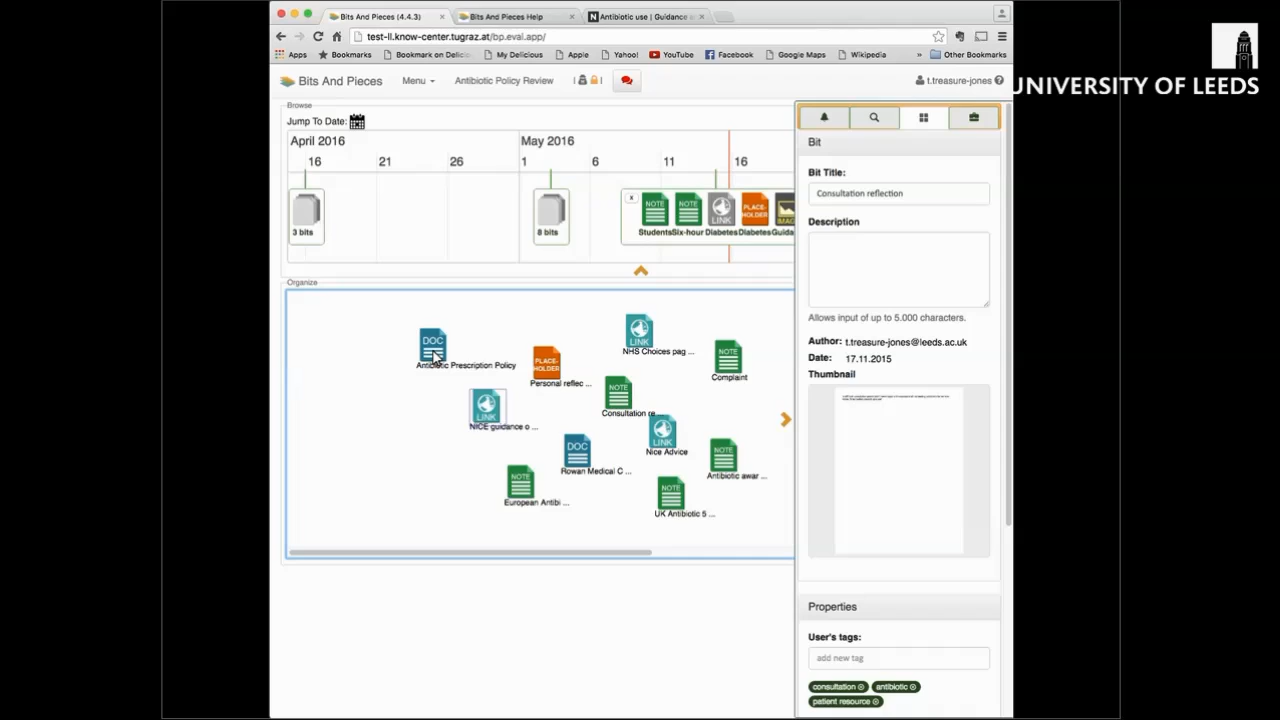 Bits And Pieces (4.4.3)
Bits And Pieces Help
Antibiotic use | Guidance
test-ll.know-center.tugraz.at/bp.eval.app/
Apps
Bookmarks
Bookmark on Delici
My Delicious
Apple
Yahoo!
YouTube
Facebook
Google Maps
Wikipedia
»
Other Bookmarks
UNIVERSITY OF LEEDS
Bits And Pieces
Menu
Antibiotic Policy Review
t.treasure-jones
Browse
Jump To Date:
April 2016
May 2016
16
21
26
1
6
11
16
3 bits
8 bits
x
NOTE
NOTE
LINK
PLACE-HOLDER
Students
Six-hour
Diabetes
Diabetes
Guida
Organize
DOC
Antibiotic Prescription Policy
PLACE-HOLDER
Personal reflec ...
LINK
NHS Choices pag ...
NOTE
Complaint
LINK
NICE guidance o ...
NOTE
Consultation re...
LINK
Nice Advice
DOC
Rowan Medical C ...
NOTE
Antibiotic awar ...
NOTE
European Antibi ...
NOTE
UK Antibiotic 5 ...
Bit
Bit Title:
Consultation reflection
Description
Allows input of up to 5.000 characters.
Author: t.treasure-jones@leeds.ac.uk
Date: 17.11.2015
Thumbnail
Properties
User's tags:
add new tag
consultation
antibiotic
patient resource